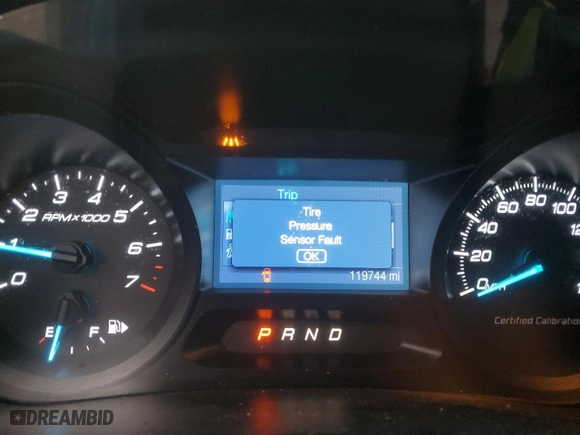 Trip
Tire
Pressure
Sensor Fault
OK
119744 mi
0 1 2 3 4 5 6 7
RPMX1000
E F
P R N D
0 20 40 60 80 100
Certified Calibration
DREAMBID